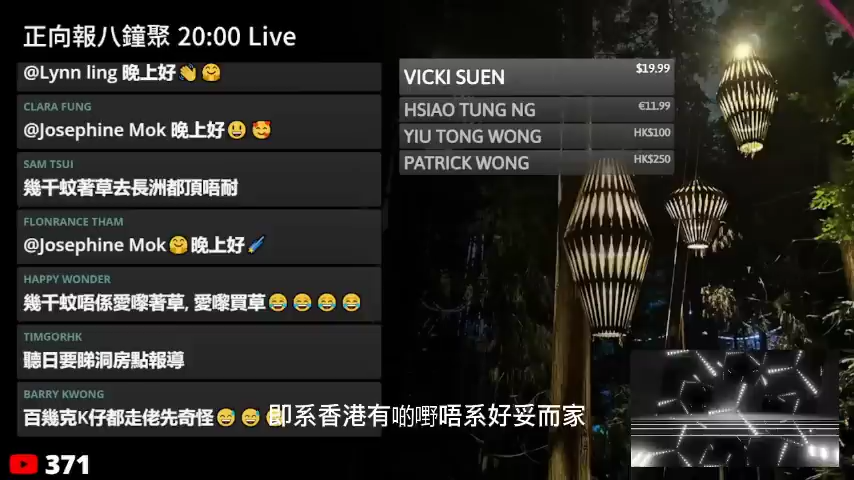 正向報八鐘聚 20:00 Live
@Lynn ling 晚上好👋🤗
CLARA FUNG
@Josephine Mok 晚上好😃🥰
SAM TSUI
幾千蚊著草去長洲都頂唔耐
FLONRANCE THAM
@Josephine Mok🤗晚上好🍾
HAPPY WONDER
幾千蚊唔係愛嚟著草, 愛嚟買草😂😂😂😂
TIMGORHK
聽日要睇洞房點報導
BARRY KWONG
百幾克K仔都走佬先奇怪😅😅😅
VICKI SUEN $19.99
HSIAO TUNG NG €11.99
YIU TONG WONG HK$100
PATRICK WONG HK$250
即系香港有啲嘢唔系好妥而家
371